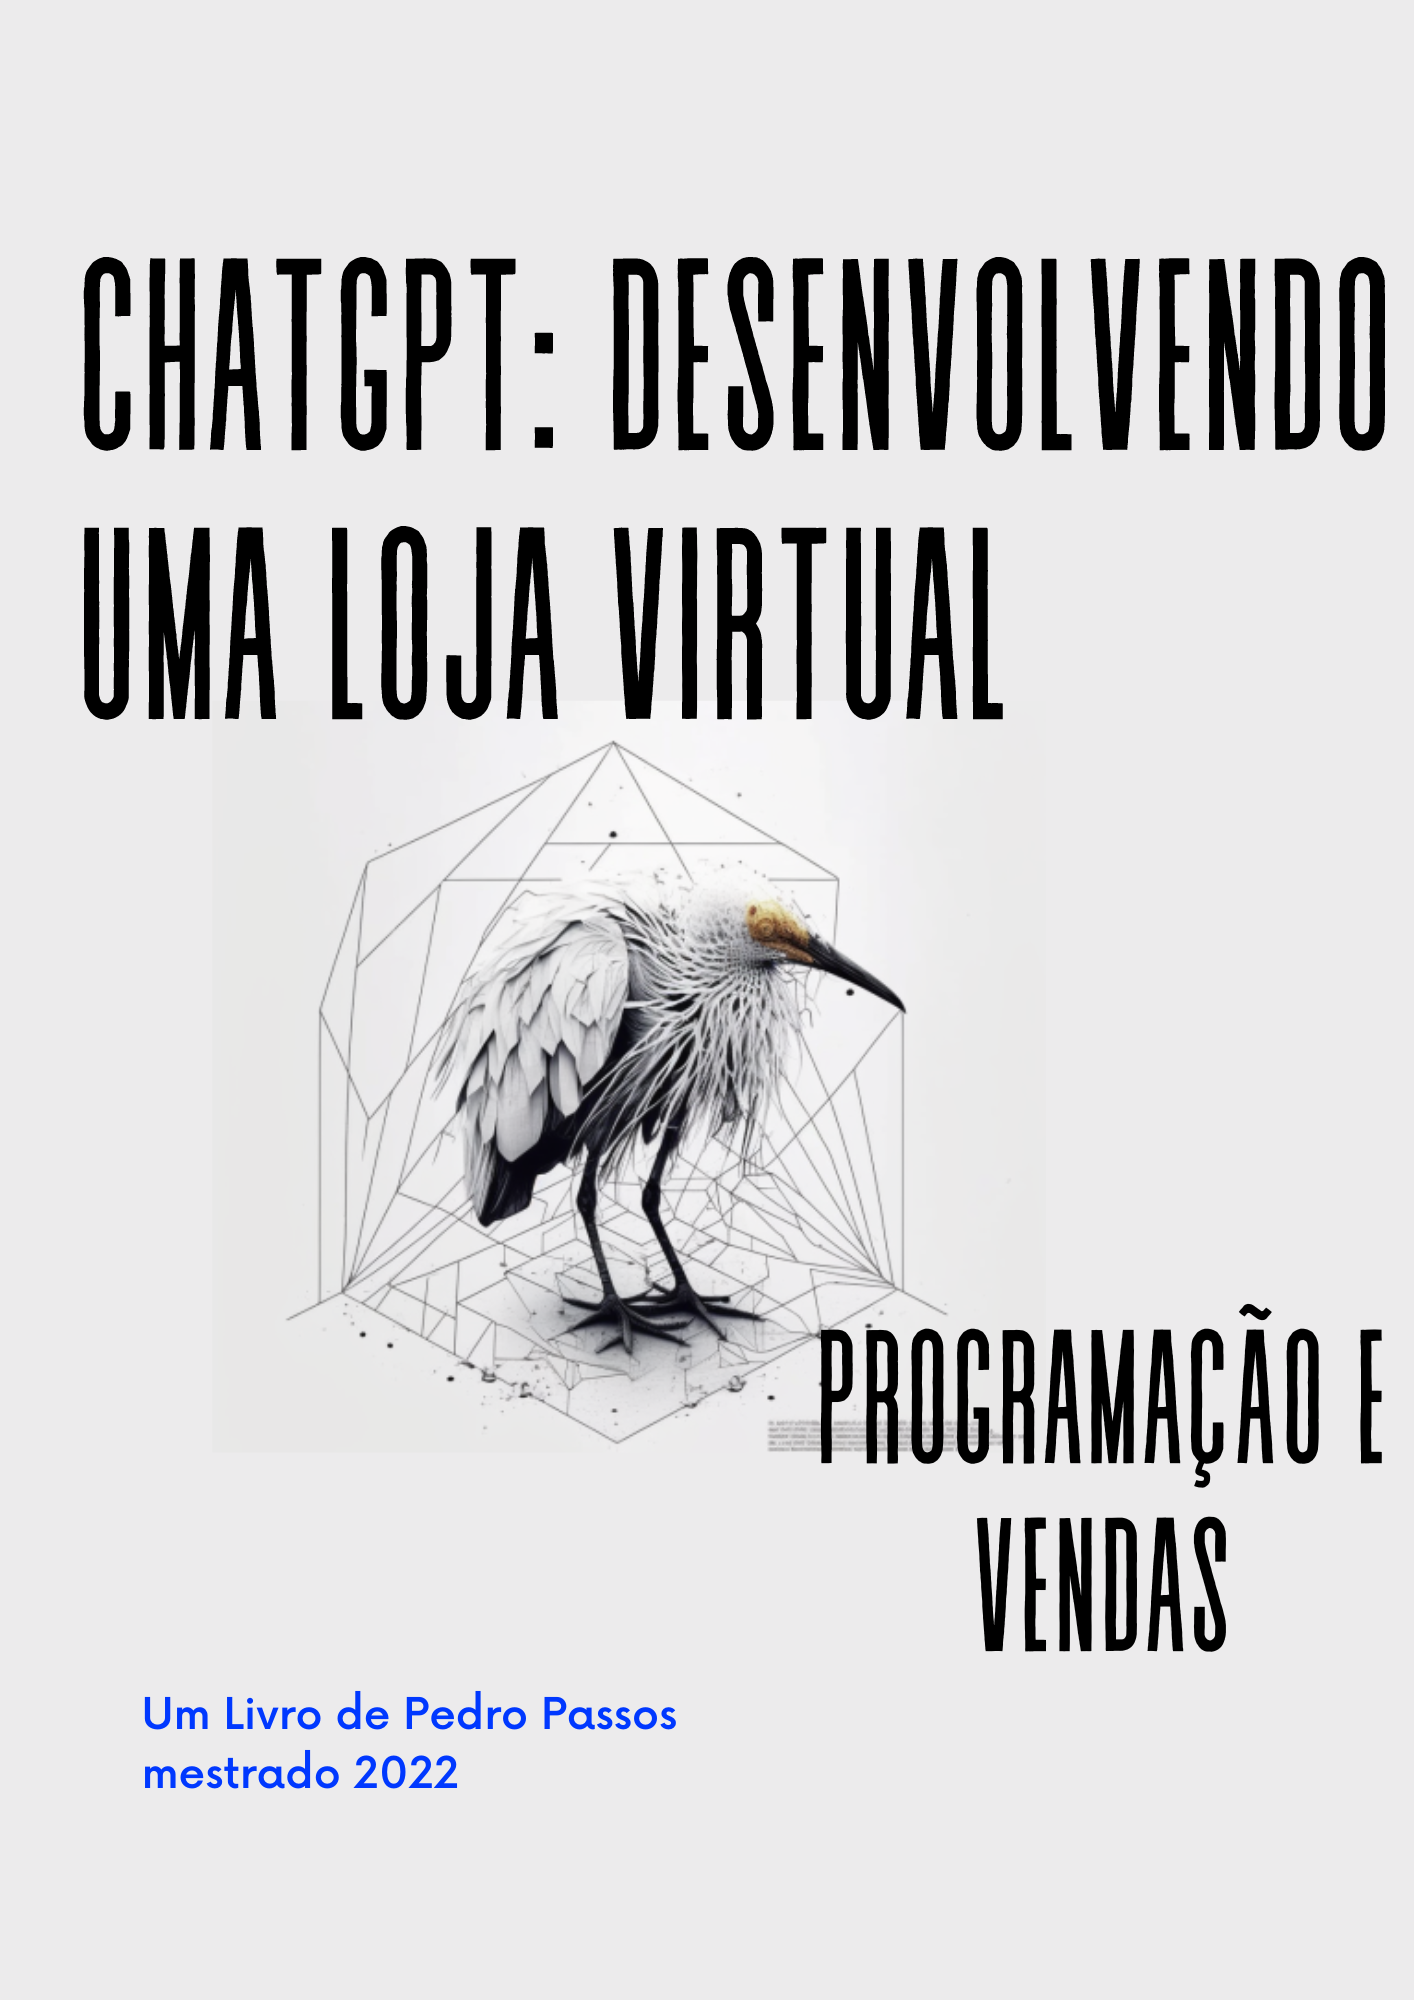 CHATGPT: DESENVOLVENDO
UMA LOJA VIRTUAL
PROGRAMAÇÃO E
VENDAS
Um Livro de Pedro Passos
mestrado 2022